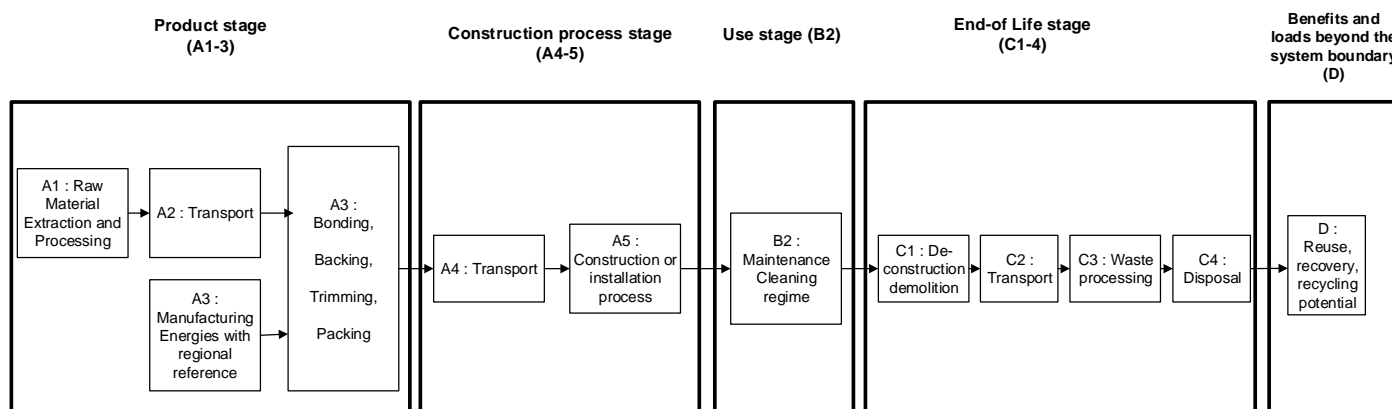 Product stage
(A1-3)
Construction process stage
(A4-5)
Use stage (B2)
End-of Life stage
(C1-4)
Benefits and
loads beyond the
system boundary
(D)
A1 : Raw
Material
Extraction and
Processing
A2 : Transport
A3 :
Manufacturing
Energies with
regional
reference
A3 :
Bonding,
Backing,
Trimming,
Packing
A4 : Transport
A5 :
Construction or
installation
process
B2 :
Maintenance
Cleaning
regime
C1 : De-
construction
demolition
C2 :
Transport
C3 : Waste
processing
C4 :
Disposal
D :
Reuse,
recovery,
recycling
potential